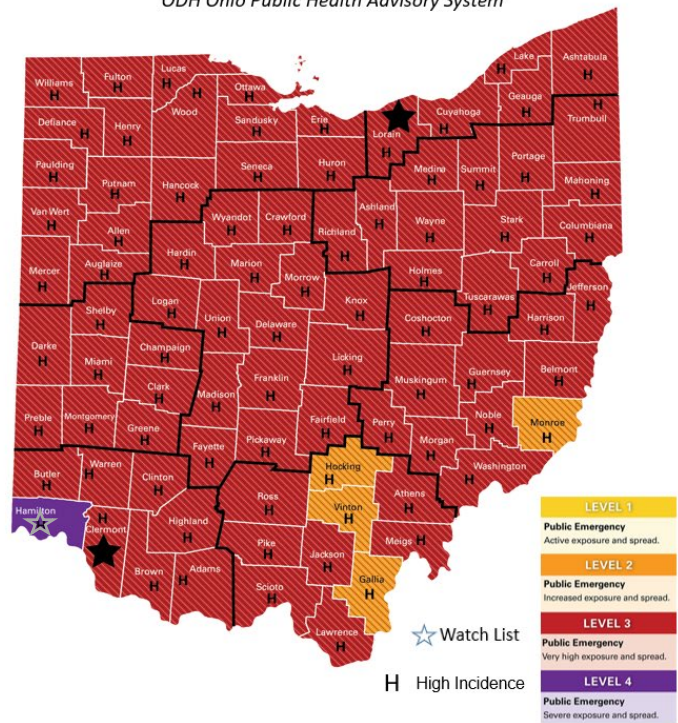 ODH Ohio Public Health Advisory System
Williams
H
Fulton
H
Lucas
H
Wood
H
Ottawa
H
Lake
H
Ashtabula
H
Geauga
H
Cuyahoga
H
Lorain
H
Erie
H
Sandusky
H
Defiance
H
Henry
H
Trumbull
H
Portage
H
Summit
H
Medina
H
Huron
H
Seneca
H
Hancock
H
Putnam
H
Paulding
H
Mahoning
H
Van Wert
H
Allen
H
Wyandot
H
Crawford
H
Richland
H
Ashland
H
Wayne
H
Stark
H
Columbiana
H
Mercer
H
Auglaize
H
Hardin
H
Marion
H
Morrow
H
Holmes
H
Tuscarawas
H
Carroll
H
Jefferson
H
Shelby
H
Logan
H
Union
H
Delaware
H
Knox
H
Coshocton
H
Harrison
H
Darke
H
Miami
H
Champaign
H
Clark
H
Madison
H
Franklin
H
Licking
H
Muskingum
H
Guernsey
H
Belmont
H
Preble
H
Montgomery
H
Greene
H
Fayette
H
Pickaway
H
Fairfield
H
Perry
H
Morgan
H
Noble
H
Monroe
H
Washington
H
Butler
H
Warren
H
Clinton
H
Ross
H
Hocking
H
Vinton
H
Athens
H
Meigs
H
Hamilton
H
Clermont
Brown
H
Highland
H
Adams
H
Pike
H
Jackson
H
Scioto
H
Gallia
H
Lawrence
H
Watch List
H High Incidence
LEVEL 1
Public Emergency
Active exposure and spread.
LEVEL 2
Public Emergency
Increased exposure and spread.
LEVEL 3
Public Emergency
Very high exposure and spread.
LEVEL 4
Public Emergency
Severe exposure and spread.